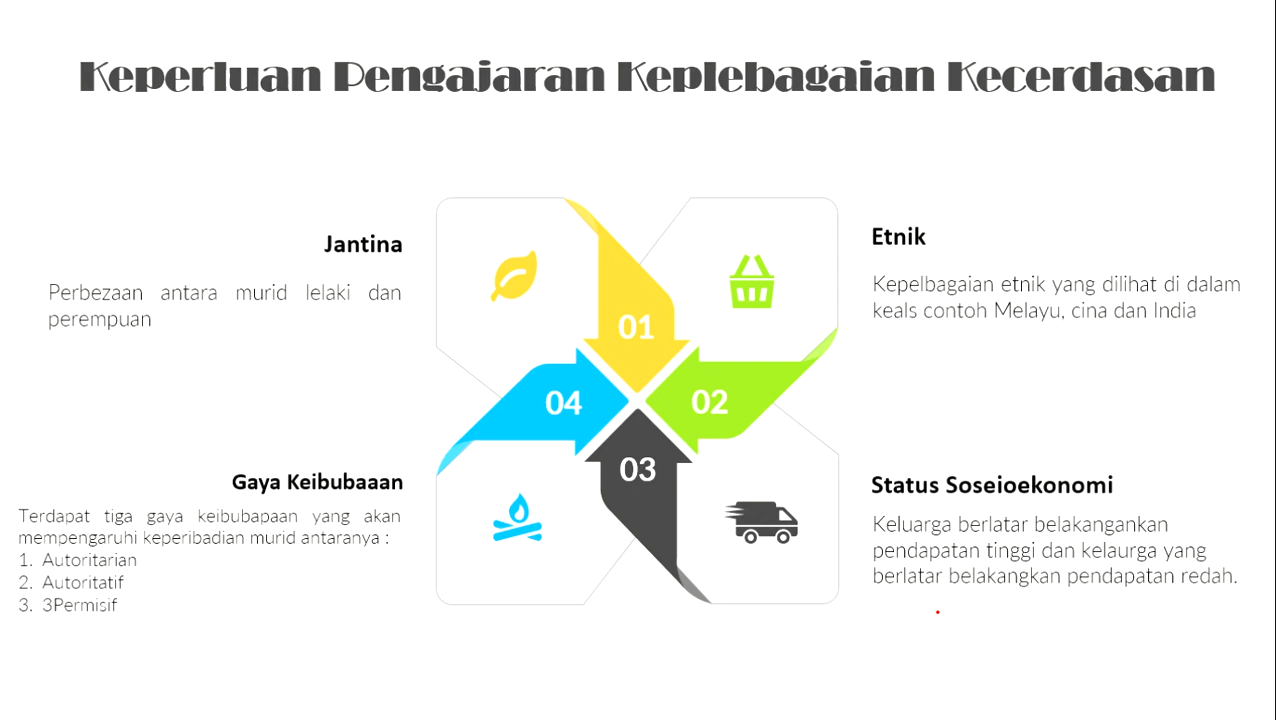 Keperluan Pengajaran Keplebagaian Kecerdasan
Jantina
Perbezaan antara murid lelaki dan
perempuan
Etnik
Kepelbagaian etnik yang dilihat di dalam
keals contoh Melayu, cina dan India
01
02
03
04
Gaya Keibubaaan
Terdapat tiga gaya keibubapaan yang akan
mempengaruhi keperibadian murid antaranya :
1. Autoritarian
2. Autoritatif
3. 3Permisif
Status Soseioekonomi
Keluarga berlatar belakangankan
pendapatan tinggi dan kelaurga yang
berlatar belakangkan pendapatan redah.